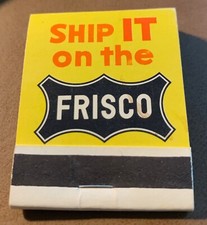 SHIP IT
on the
FRISCO